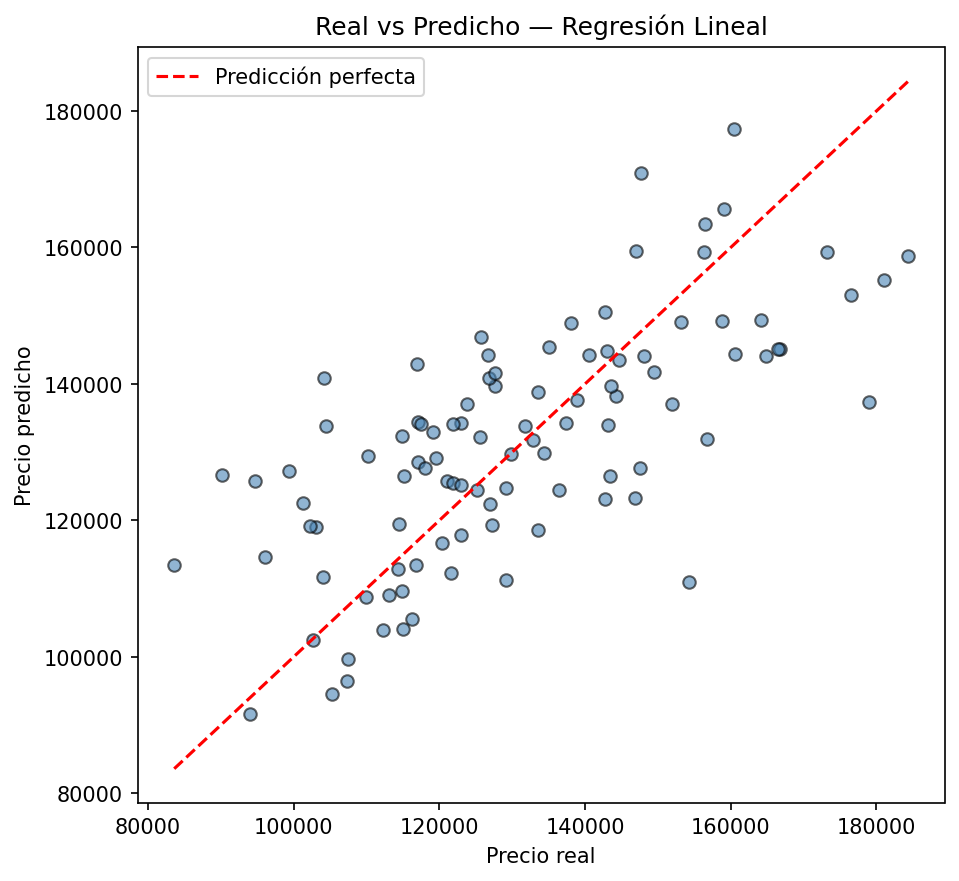 Real vs Predicho — Regresión Lineal
Predicción perfecta
Precio predicho
180000
160000
140000
120000
100000
80000
80000 100000 120000 140000 160000 180000
Precio real